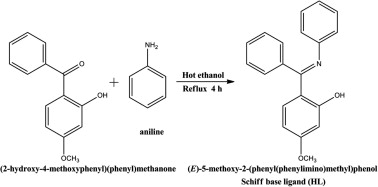 NH₂
N
O
Hot ethanol
OH
Reflux 4 h
OH
aniline
OCH₃
OCH₃
(2-hydroxy-4-methoxyphenyl)(phenyl)methanone
(E)-5-methoxy-2-(phenyl(phenylimino)methyl)phenol
Schiff base ligand (HL)